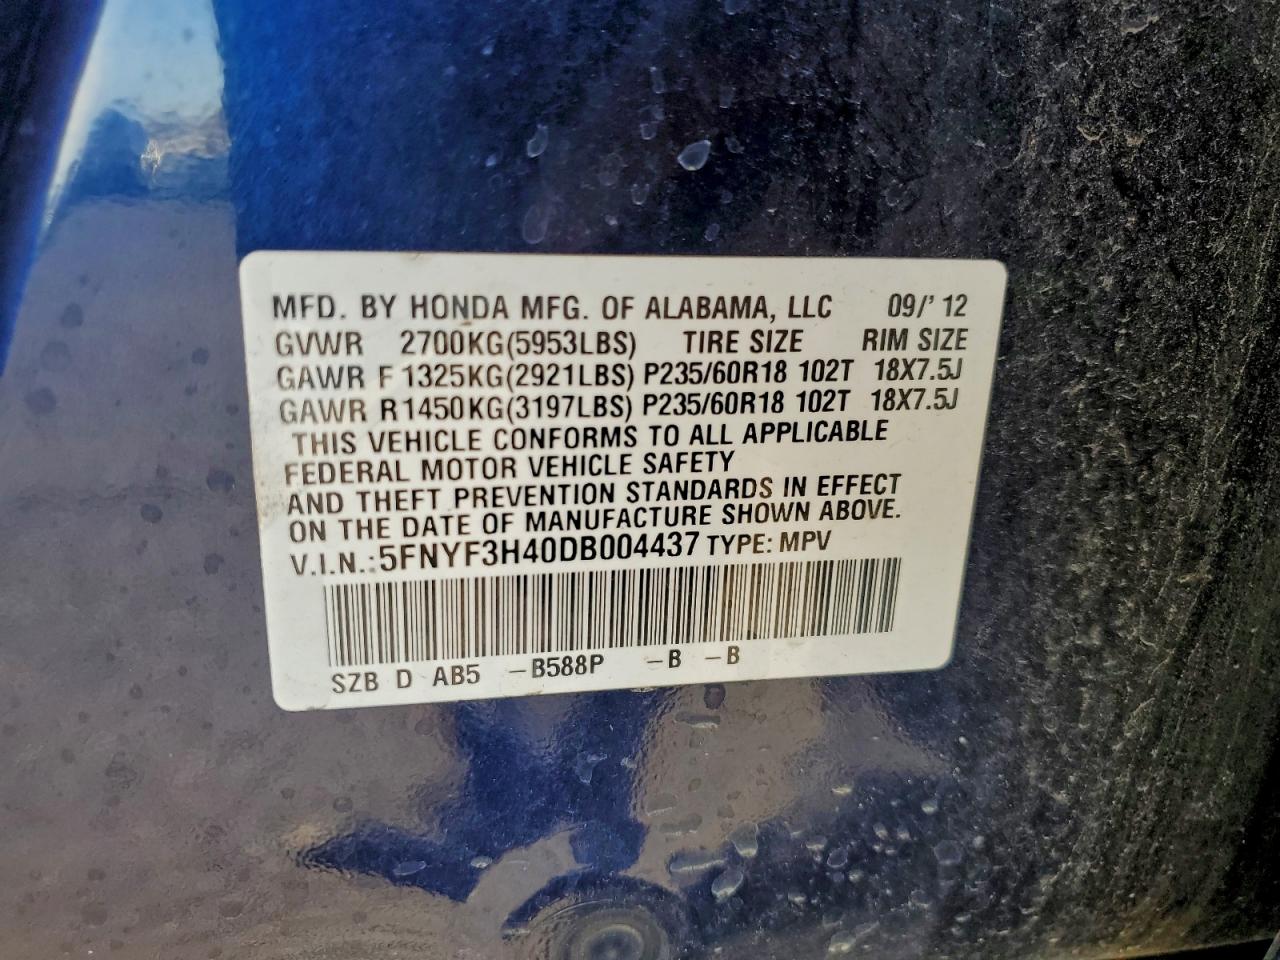 MFD. BY HONDA MFG. OF ALABAMA, LLC 09/' 12
GVWR 2700KG(5953LBS) TIRE SIZE RIM SIZE
GAWR F 1325KG(2921LBS) P235/60R18 102T 18X7.5J
GAWR R1450KG(3197LBS) P235/60R18 102T 18X7.5J
THIS VEHICLE CONFORMS TO ALL APPLICABLE
FEDERAL MOTOR VEHICLE SAFETY
AND THEFT PREVENTION STANDARDS IN EFFECT
ON THE DATE OF MANUFACTURE SHOWN ABOVE.
V.I.N.:5FNYF3H40DB004437 TYPE: MPV
SZB D AB5 -B588P -B -B